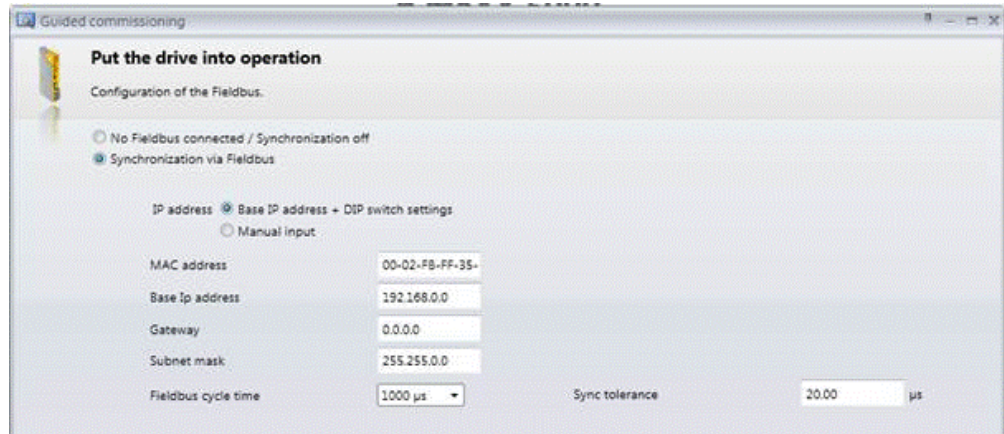 Guided commissioning
Put the drive into operation
Configuration of the Fieldbus.
No Fieldbus connected / Synchronization off
Synchronization via Fieldbus
IP address Base IP address + DIP switch settings
Manual input
MAC address 00-02-FB-FF-35-
Base Ip address 192.168.0.0
Gateway 0.0.0.0
Subnet mask 255.255.0.0
Fieldbus cycle time 1000 µs Sync tolerance 20.00 µs